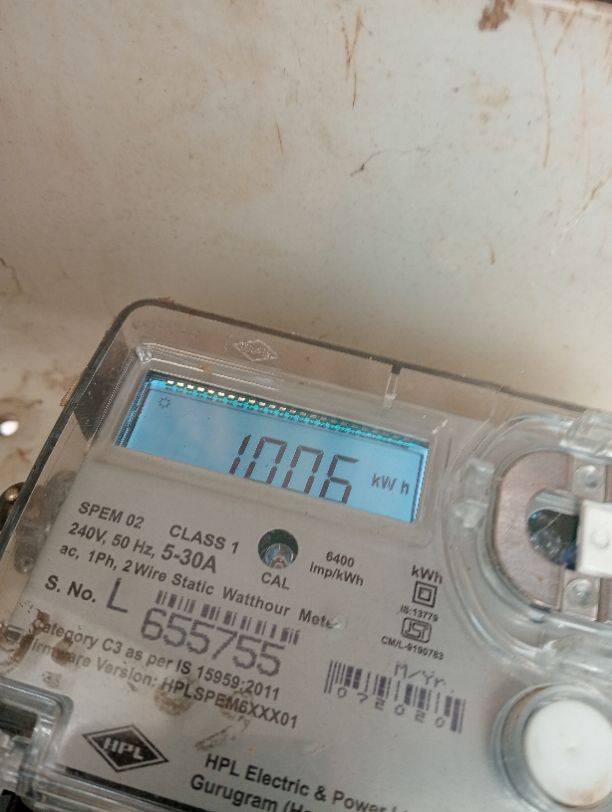 1006 kWh
SPEM 02 CLASS 1
240V, 50 Hz, 5-30A
ac, 1Ph, 2Wire Static Watthour Meter
CAL
6400
imp/kWh
kWh
IS:13779
CM/L-9190783
S. No. L 655755
Category C3 as per IS 15959:2011
Firmware Version: HPLSPEM6XXX01
M/Yr.
072020
HPL
HPL Electric & Power
Gurugram